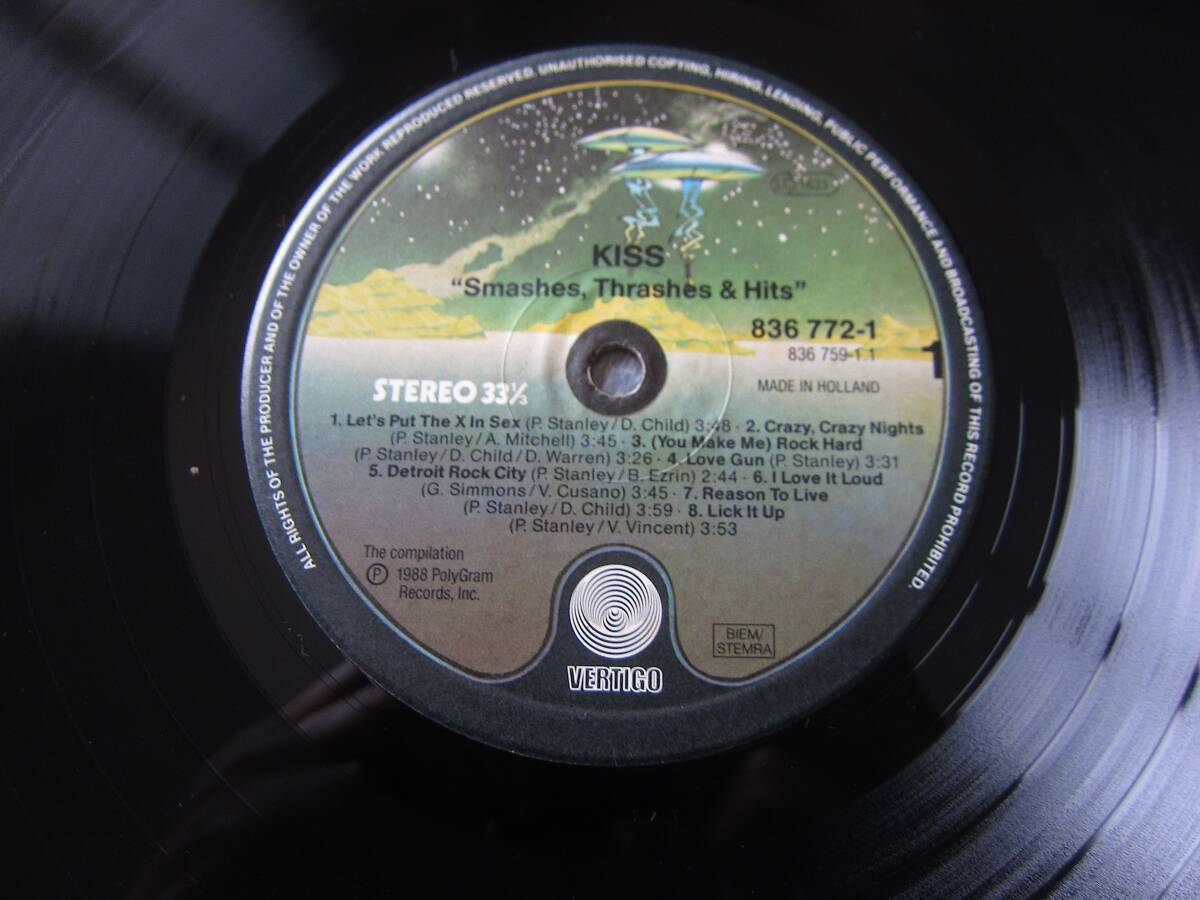 ALL RIGHTS OF THE PRODUCER AND OF THE OWNER OF THE WORK REPRODUCED RESERVED. UNAUTHORISED COPYING, HIRING, LENDING, PUBLIC PERFORMANCE AND BROADCASTING OF THIS RECORD PROHIBITED.
KISS
"Smashes, Thrashes & Hits"
836 772-1
836 759-1.1
1
MADE IN HOLLAND
STEREO 33⅓
1. Let's Put The X In Sex (P. Stanley/D. Child) 3:48 · 2. Crazy, Crazy Nights
(P. Stanley/A. Mitchell) 3:45 · 3. (You Make Me) Rock Hard
(P. Stanley/D. Child/D. Warren) 3:26 · 4. Love Gun (P. Stanley) 3:31
5. Detroit Rock City (P. Stanley/B. Ezrin) 2:44 · 6. I Love It Loud
(G. Simmons/V. Cusano) 3:45 · 7. Reason To Live
(P. Stanley/D. Child) 3:59 · 8. Lick It Up
(P. Stanley/V. Vincent) 3:53
The compilation
℗ 1988 PolyGram
Records, Inc.
BIEM/
STEMRA
VERTIGO